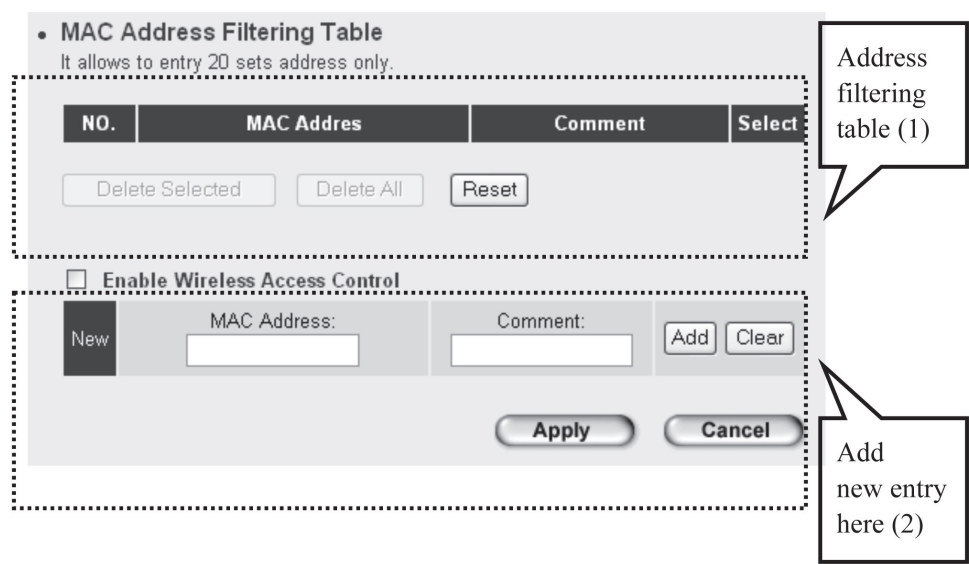 • MAC Address Filtering Table
It allows to entry 20 sets address only.
NO. MAC Addres Comment Select
Delete Selected Delete All Reset
Enable Wireless Access Control
New MAC Address: Comment: Add Clear
Apply Cancel
Address
filtering
table (1)
Add
new entry
here (2)